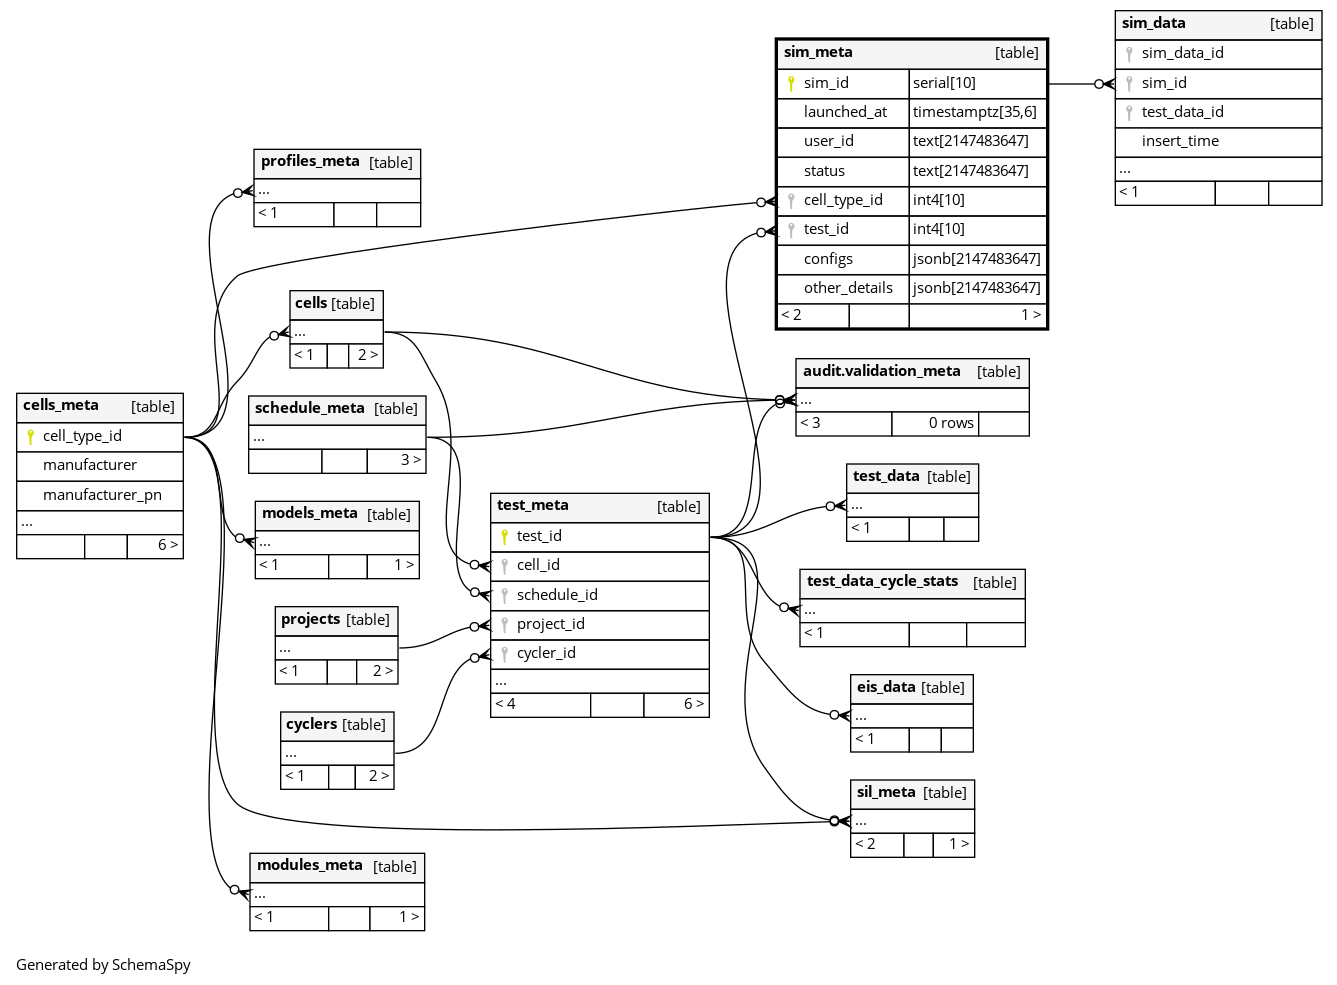 sim_data [table]
sim_data_id
sim_id
test_data_id
insert_time
...
< 1
sim_meta [table]
sim_id serial[10]
launched_at timestamptz[35,6]
user_id text[2147483647]
status text[2147483647]
cell_type_id int4[10]
test_id int4[10]
configs jsonb[2147483647]
other_details jsonb[2147483647]
< 2 1 >
profiles_meta [table]
...
< 1
cells [table]
...
< 1 2 >
audit.validation_meta [table]
...
< 3 0 rows
cells_meta [table]
cell_type_id
manufacturer
manufacturer_pn
...
6 >
schedule_meta [table]
...
3 >
test_data [table]
...
< 1
models_meta [table]
...
< 1 1 >
test_meta [table]
test_id
cell_id
schedule_id
project_id
cycler_id
...
< 4 6 >
test_data_cycle_stats [table]
...
< 1
projects [table]
...
< 1 2 >
eis_data [table]
...
< 1
cyclers [table]
...
< 1 2 >
sil_meta [table]
...
< 2 1 >
modules_meta [table]
...
< 1 1 >
Generated by SchemaSpy